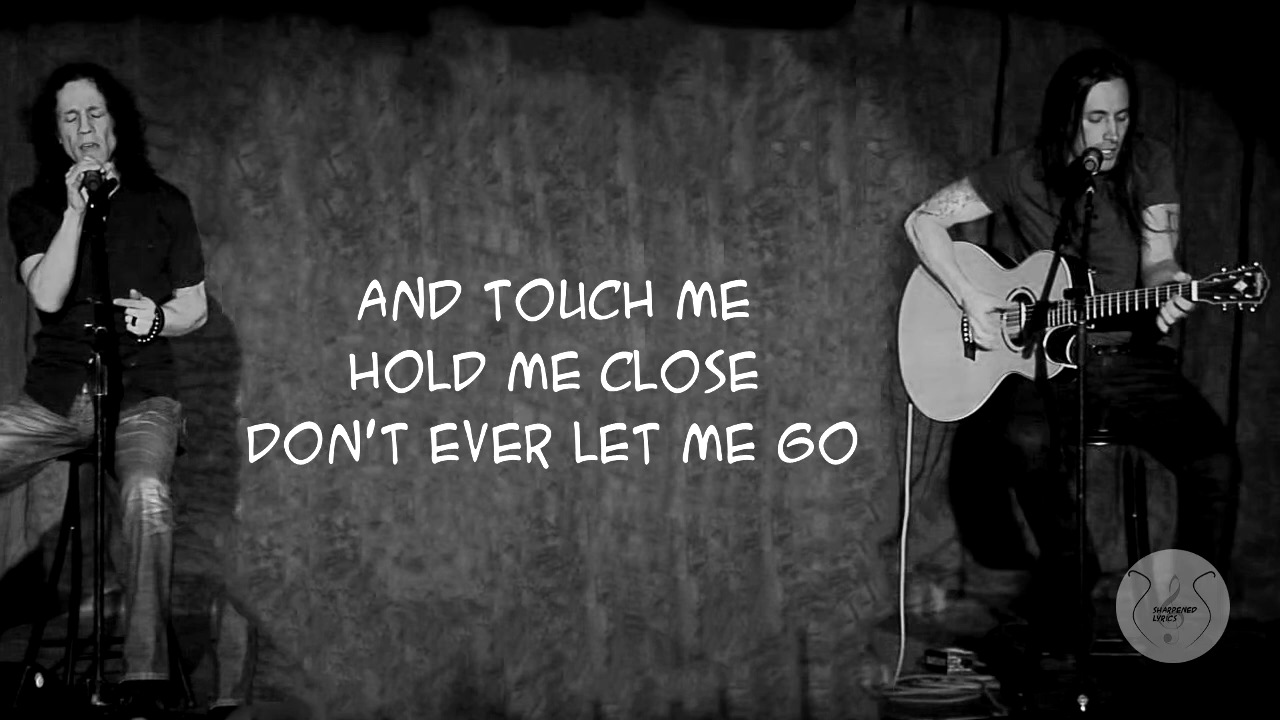 AND TOUCH ME
HOLD ME CLOSE
DON'T EVER LET ME GO
SHARPENED
LYRICS